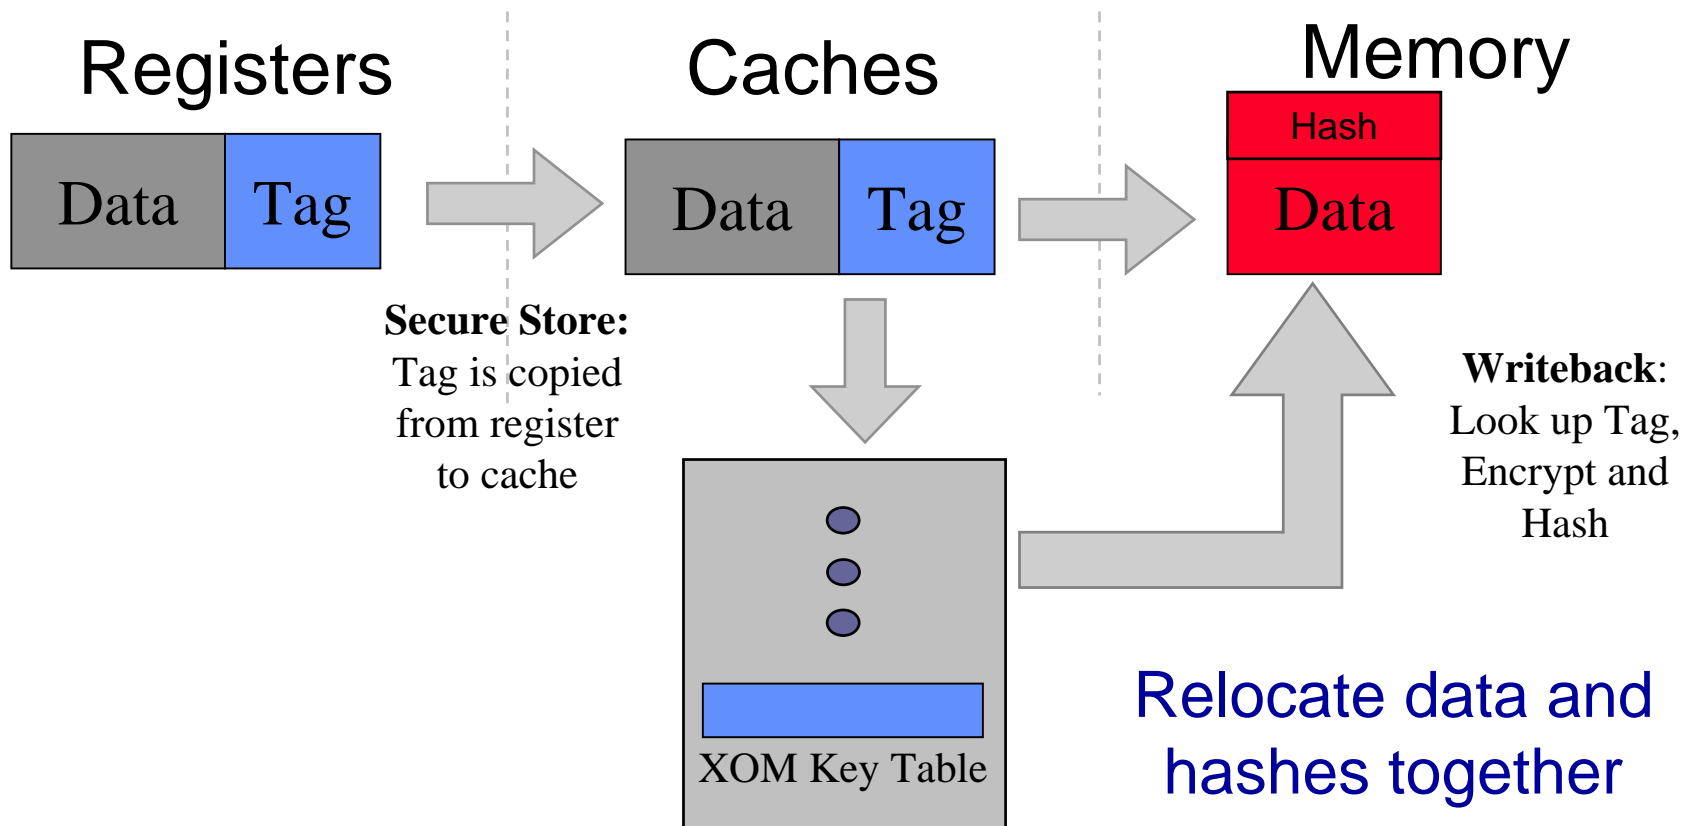 Registers
Caches
Memory
Data
Tag
Data
Tag
Hash
Data
Secure Store:
Tag is copied
from register
to cache
Writeback:
Look up Tag,
Encrypt and
Hash
XOM Key Table
Relocate data and
hashes together